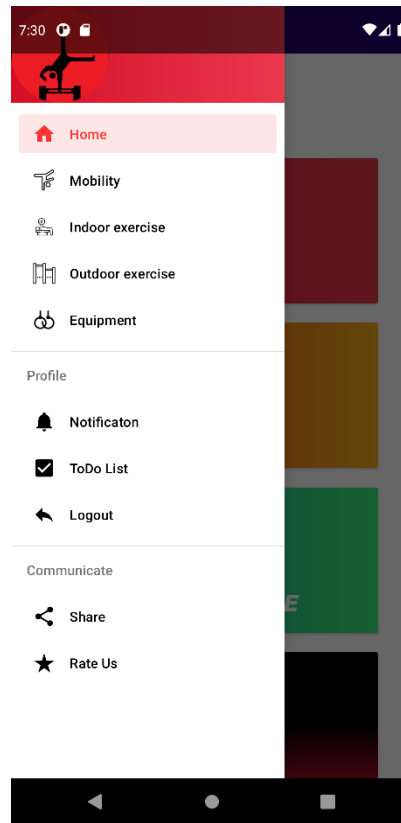 7:30
Home
Mobility
Indoor exercise
Outdoor exercise
Equipment
Profile
Notificaton
ToDo List
Logout
Communicate
E
Share
Rate Us